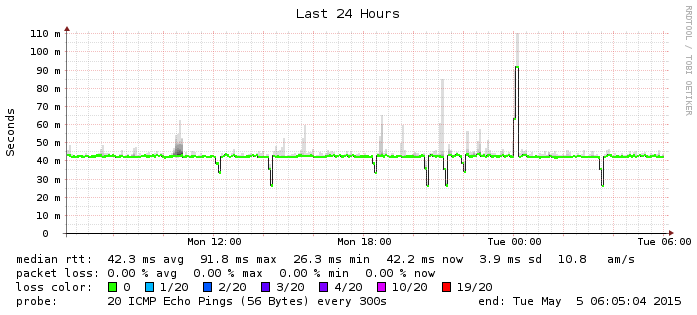 Last 24 Hours
RRDTOOL / TOBI OETIKER
Seconds
110 m
100 m
90 m
80 m
70 m
60 m
50 m
40 m
30 m
20 m
10 m
0
Mon 12:00 Mon 18:00 Tue 00:00 Tue 06:00
median rtt: 42.3 ms avg 91.8 ms max 26.3 ms min 42.2 ms now 3.9 ms sd 10.8 am/s
packet loss: 0.00 % avg 0.00 % max 0.00 % min 0.00 % now
loss color: 0 1/20 2/20 3/20 4/20 10/20 19/20
probe: 20 ICMP Echo Pings (56 Bytes) every 300s end: Tue May 5 06:05:04 2015